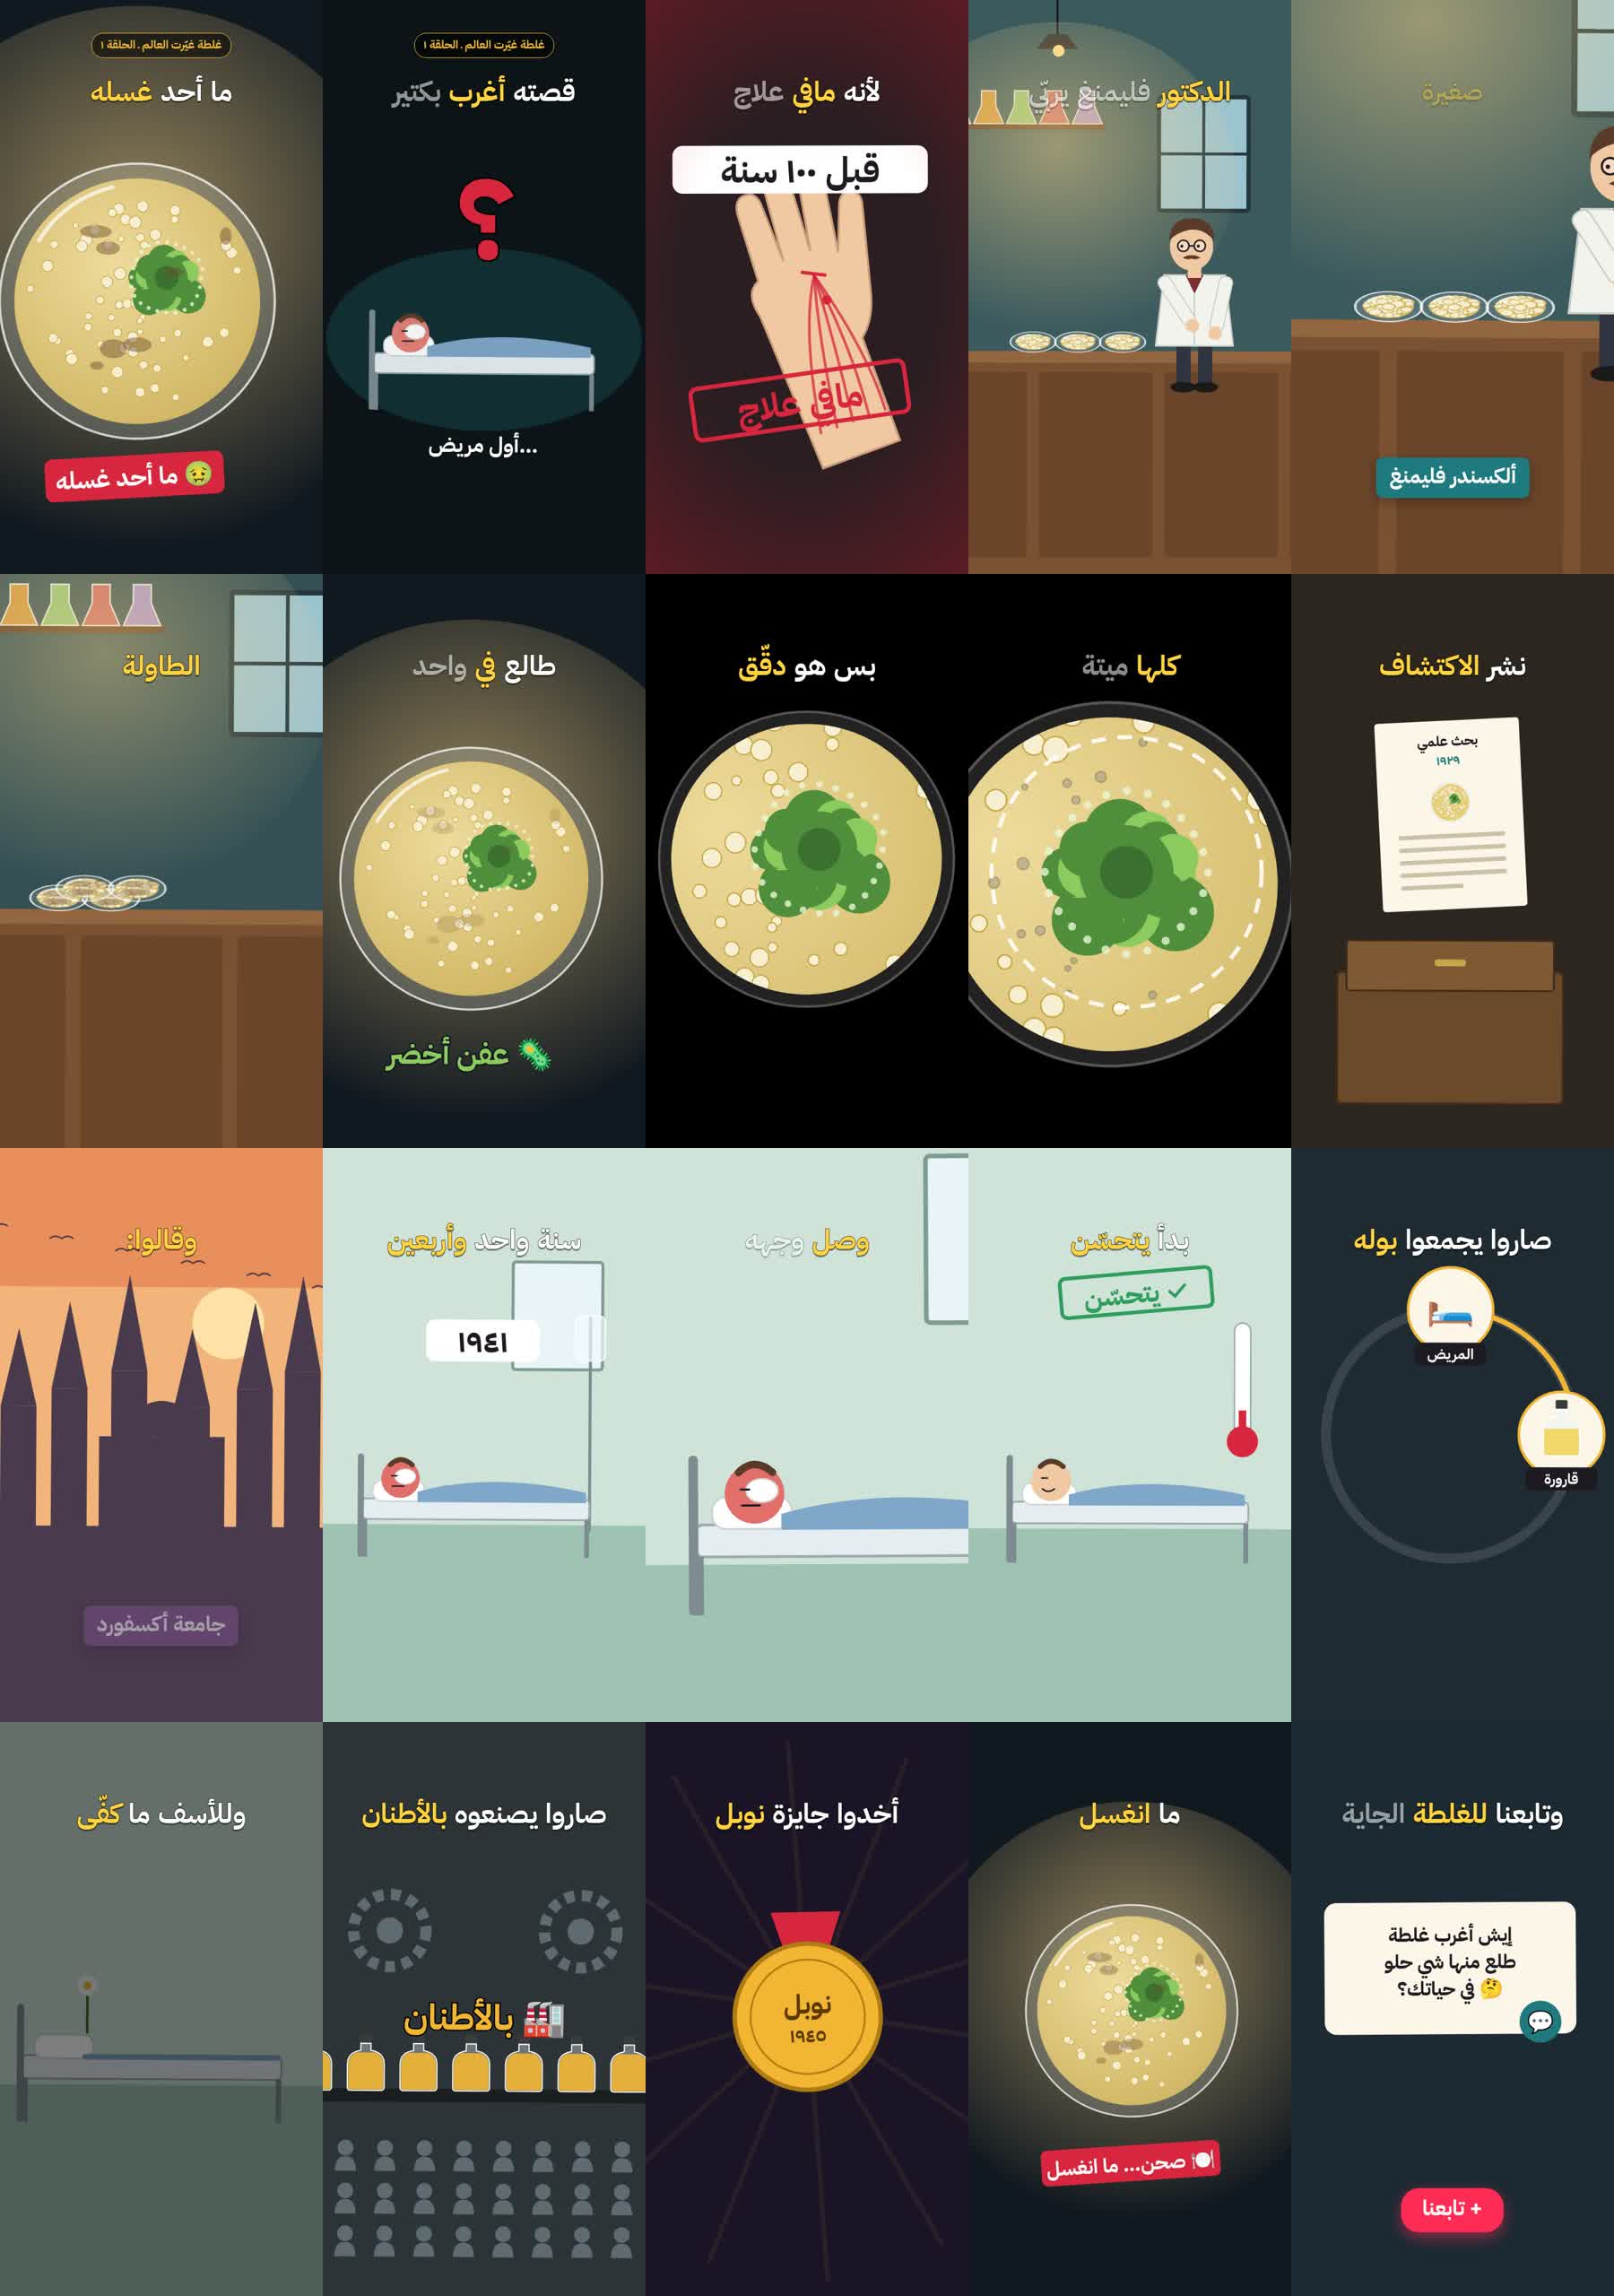 غلطة غيّرت العالم . الحلقة ١
ما أحد غسله
🤢 ما أحد غسله
غلطة غيّرت العالم . الحلقة ١
قصته أغرب بكتير
؟
أول مريض...
لأنه مافي علاج
قبل ١٠٠ سنة
مافي علاج
الدكتور فليمنغ يربّي
صغيرة
ألكسندر فليمنغ
الطاولة
طالع في واحد
🦠 عفن أخضر
بس هو دقّق
كلها ميتة
نشر الاكتشاف
بحث علمي
١٩٢٩
وقالوا:
جامعة أكسفورد
سنة واحد وأربعين
١٩٤١
وصل وجهه
بدأ يتحسّن
✓ يتحسّن
صاروا يجمعوا بوله
المريض
قارورة
وللأسف ما كفّى
صاروا يصنعوه بالأطنان
🏭 بالأطنان
أخدوا جايزة نوبل
نوبل
١٩٤٥
ما انغسل
🍽️ صحن... ما انغسل
وتابعنا للغلطة الجاية
إيش أغرب غلطة
طلع منها شي حلو
🤔 في حياتك؟
+ تابعنا